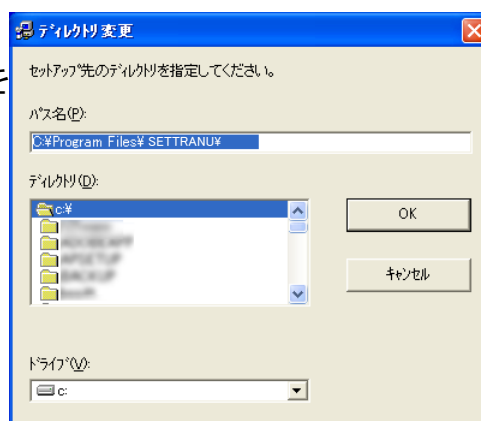 ディレクトリ変更
セットアップ先のディレクトリを指定してください。
パス名(P):
C:¥Program Files¥ SETTRANU¥
ディレクトリ(D):
c:¥
OK
キャンセル
ドライブ(V):
c: